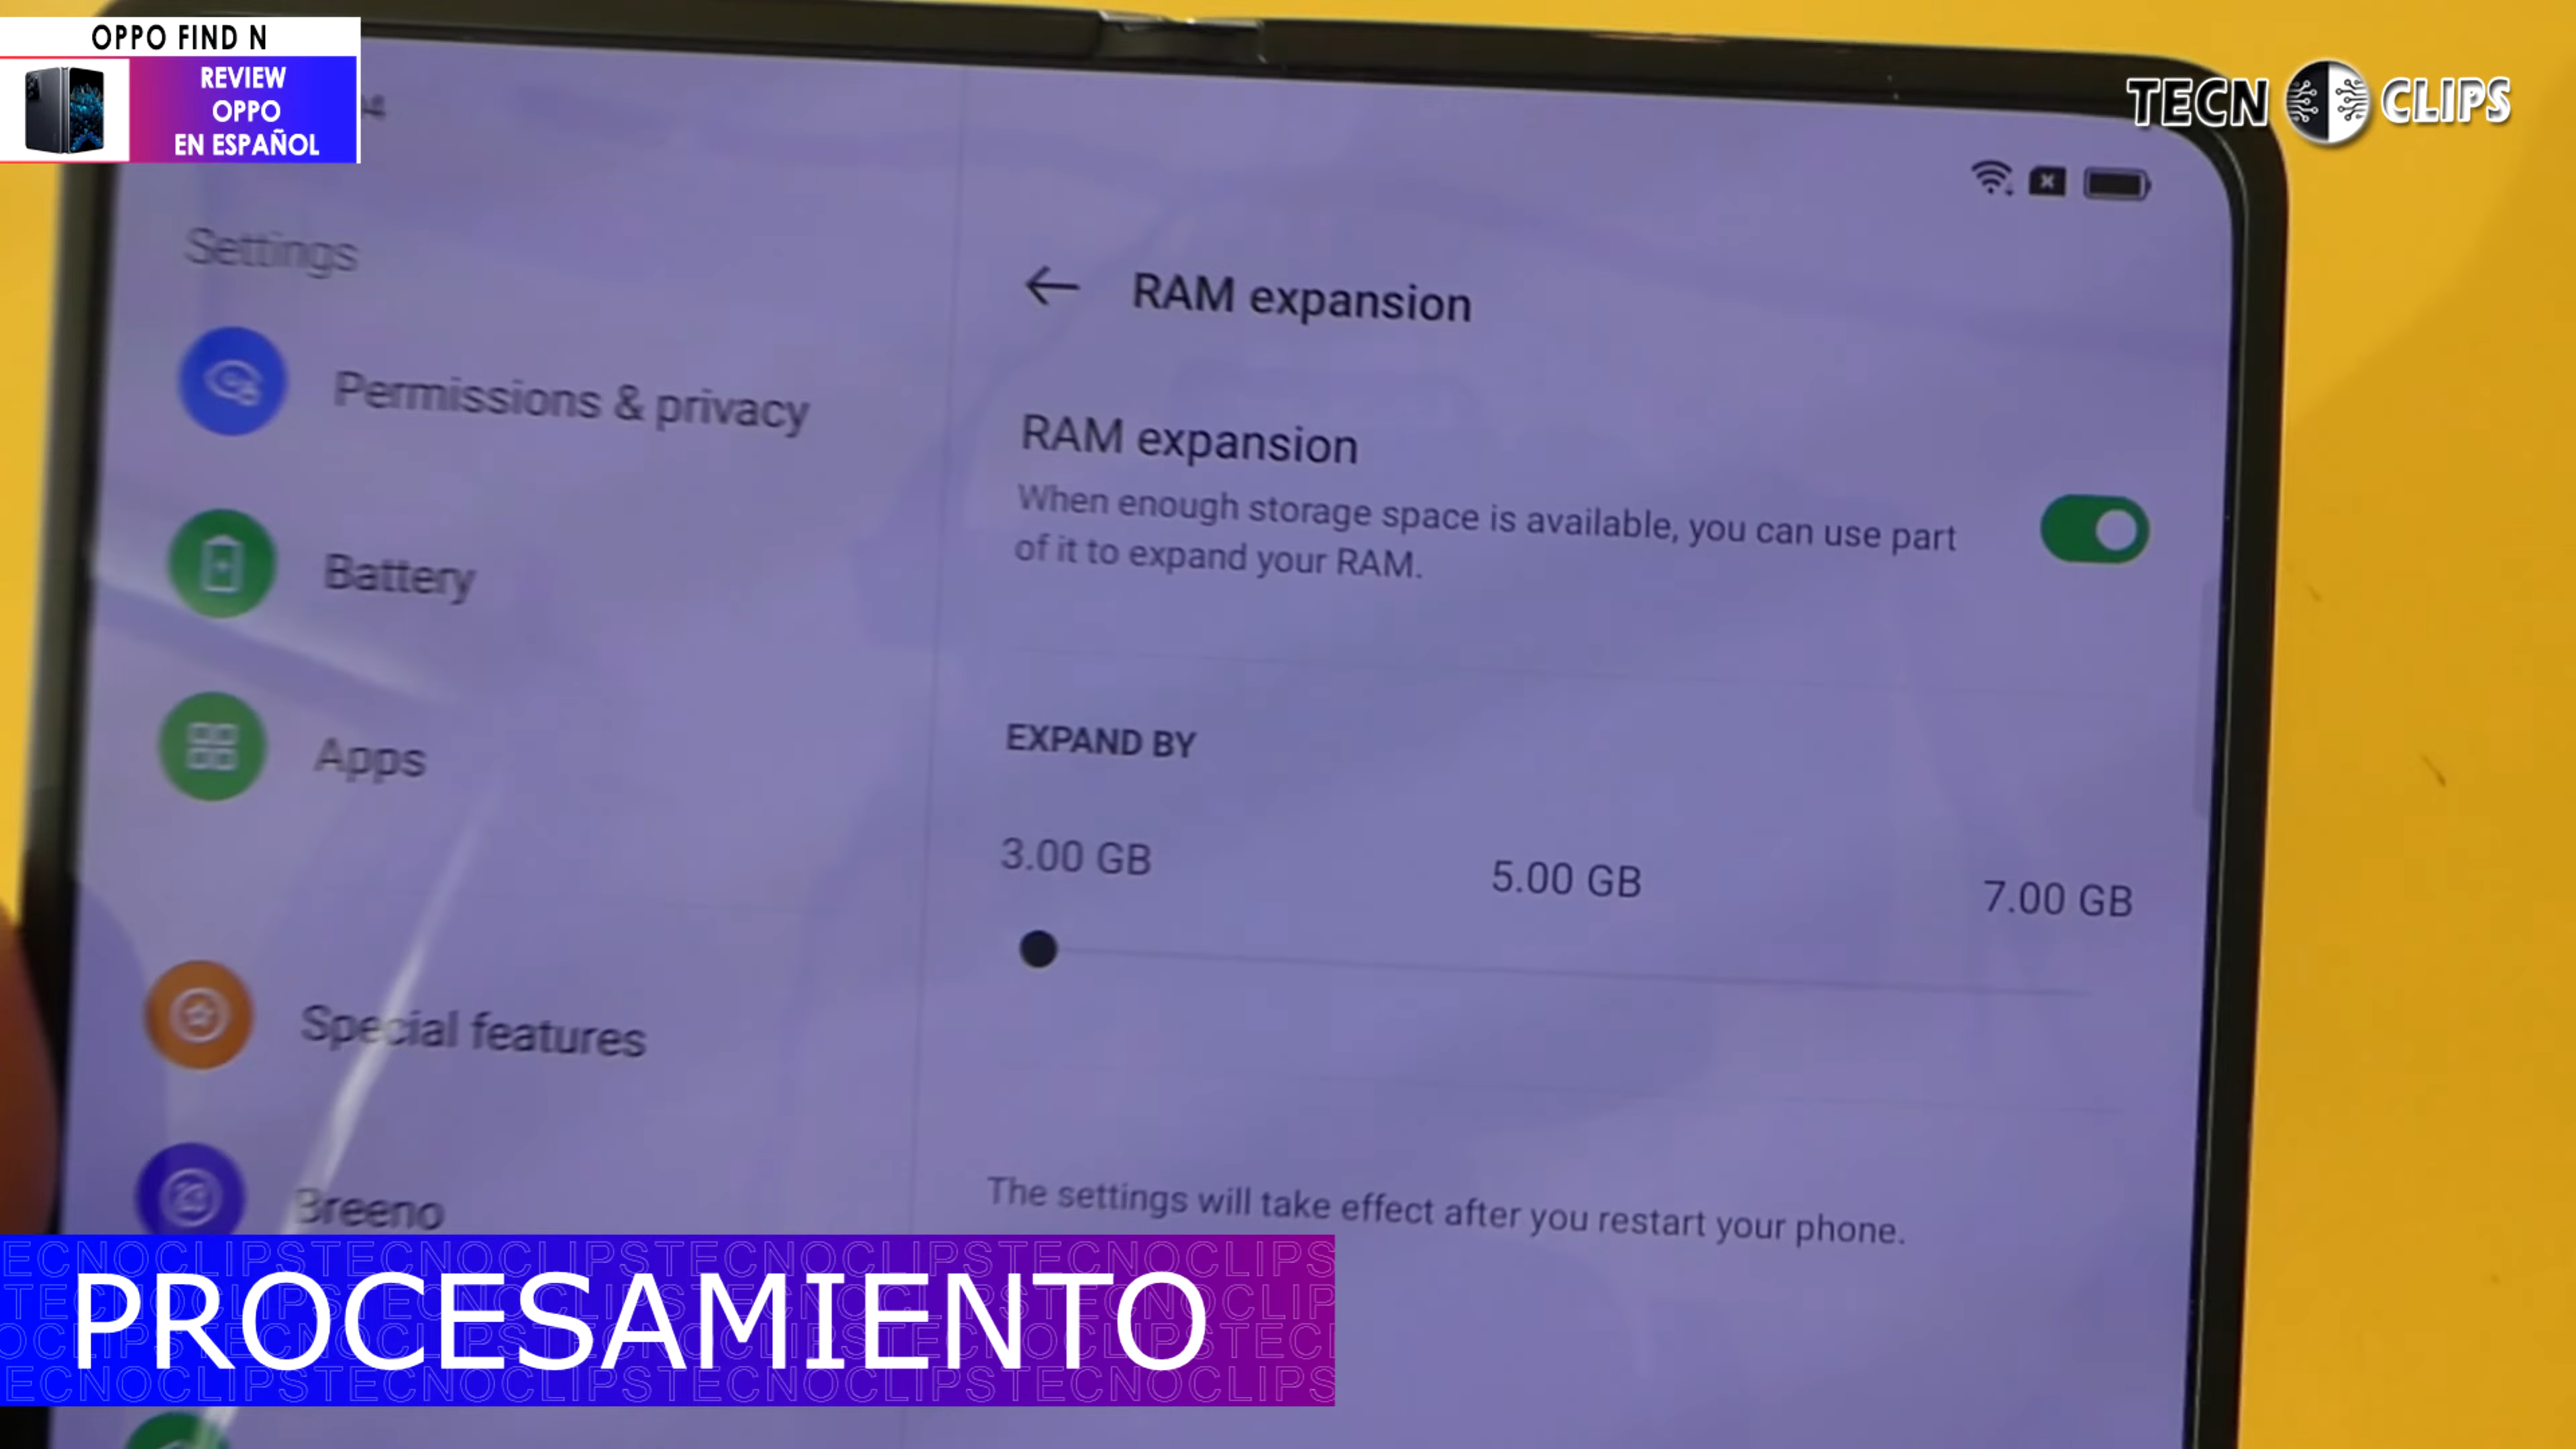 OPPO FIND N
REVIEW
OPPO
EN ESPAÑOL
TECN CLIPS
Settings
Permissions & privacy
Battery
Apps
Special features
Breeno
RAM expansion
RAM expansion
When enough storage space is available, you can use part
of it to expand your RAM.
EXPAND BY
3.00 GB 5.00 GB 7.00 GB
The settings will take effect after you restart your phone.
ECNOCLIPSTECNOCLIPSTECNOCLIPSTECNOCLIPS
PROCESAMIENTO
ECNOCLIPSTECNOCLIPSTECNOCLIPSTECNOCLIPS